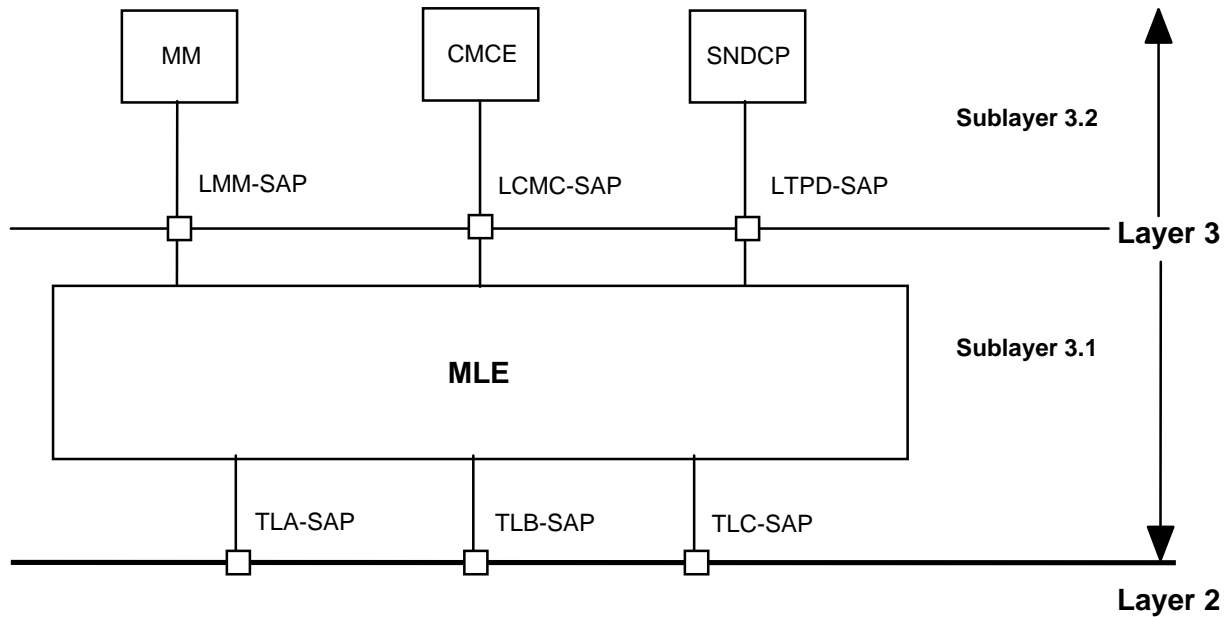 MM
CMCE
SNDCP
Sublayer 3.2
LMM-SAP
LCMC-SAP
LTPD-SAP
Layer 3
Sublayer 3.1
MLE
TLA-SAP
TLB-SAP
TLC-SAP
Layer 2